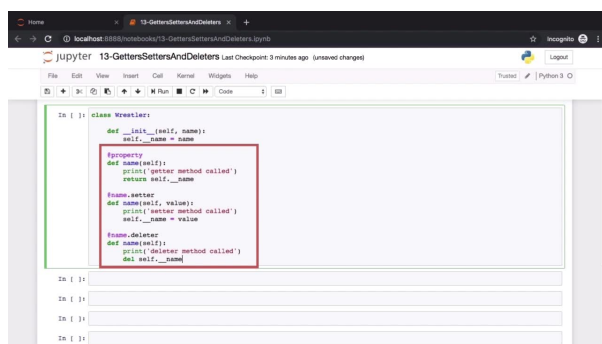 Home
13-GettersSettersAndDeleters
localhost:8888/notebooks/13-GettersSettersAndDeleters.ipynb
Incognito
jupyter 13-GettersSettersAndDeleters Last Checkpoint: 3 minutes ago (unsaved changes)
Logout
File Edit View Insert Cell Kernel Widgets Help
Trusted Python 3
Run Code
In [ ]: class Wrestler:
def __init__(self, name):
self.__name = name
@property
def name(self):
print('getter method called')
return self.__name
@name.setter
def name(self, value):
print('setter method called')
self.__name = value
@name.deleter
def name(self):
print('deleter method called')
del self.__name
In [ ]:
In [ ]:
In [ ]:
In [ ]: